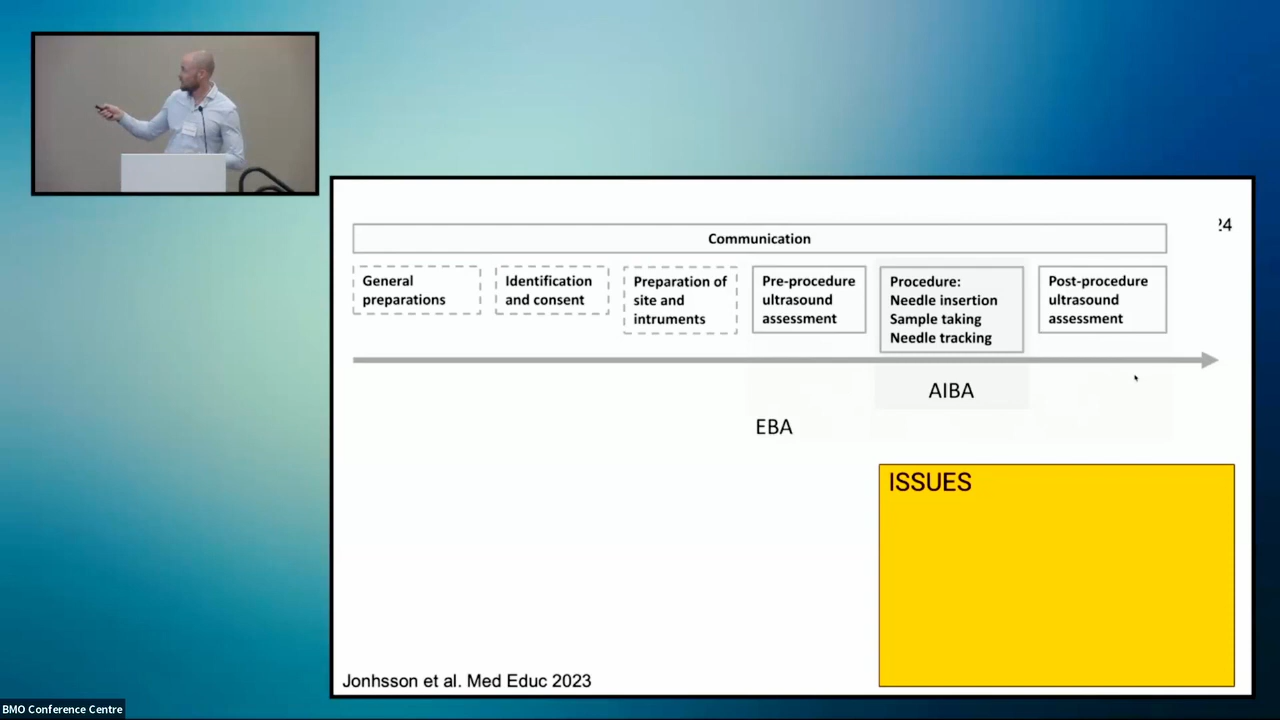 ?4
Communication
General
preparations
Identification
and consent
Preparation of
site and
intruments
Pre-procedure
ultrasound
assessment
Procedure:
Needle insertion
Sample taking
Needle tracking
Post-procedure
ultrasound
assessment
AIBA
EBA
ISSUES
Jonhsson et al. Med Educ 2023
BMO Conference Centre